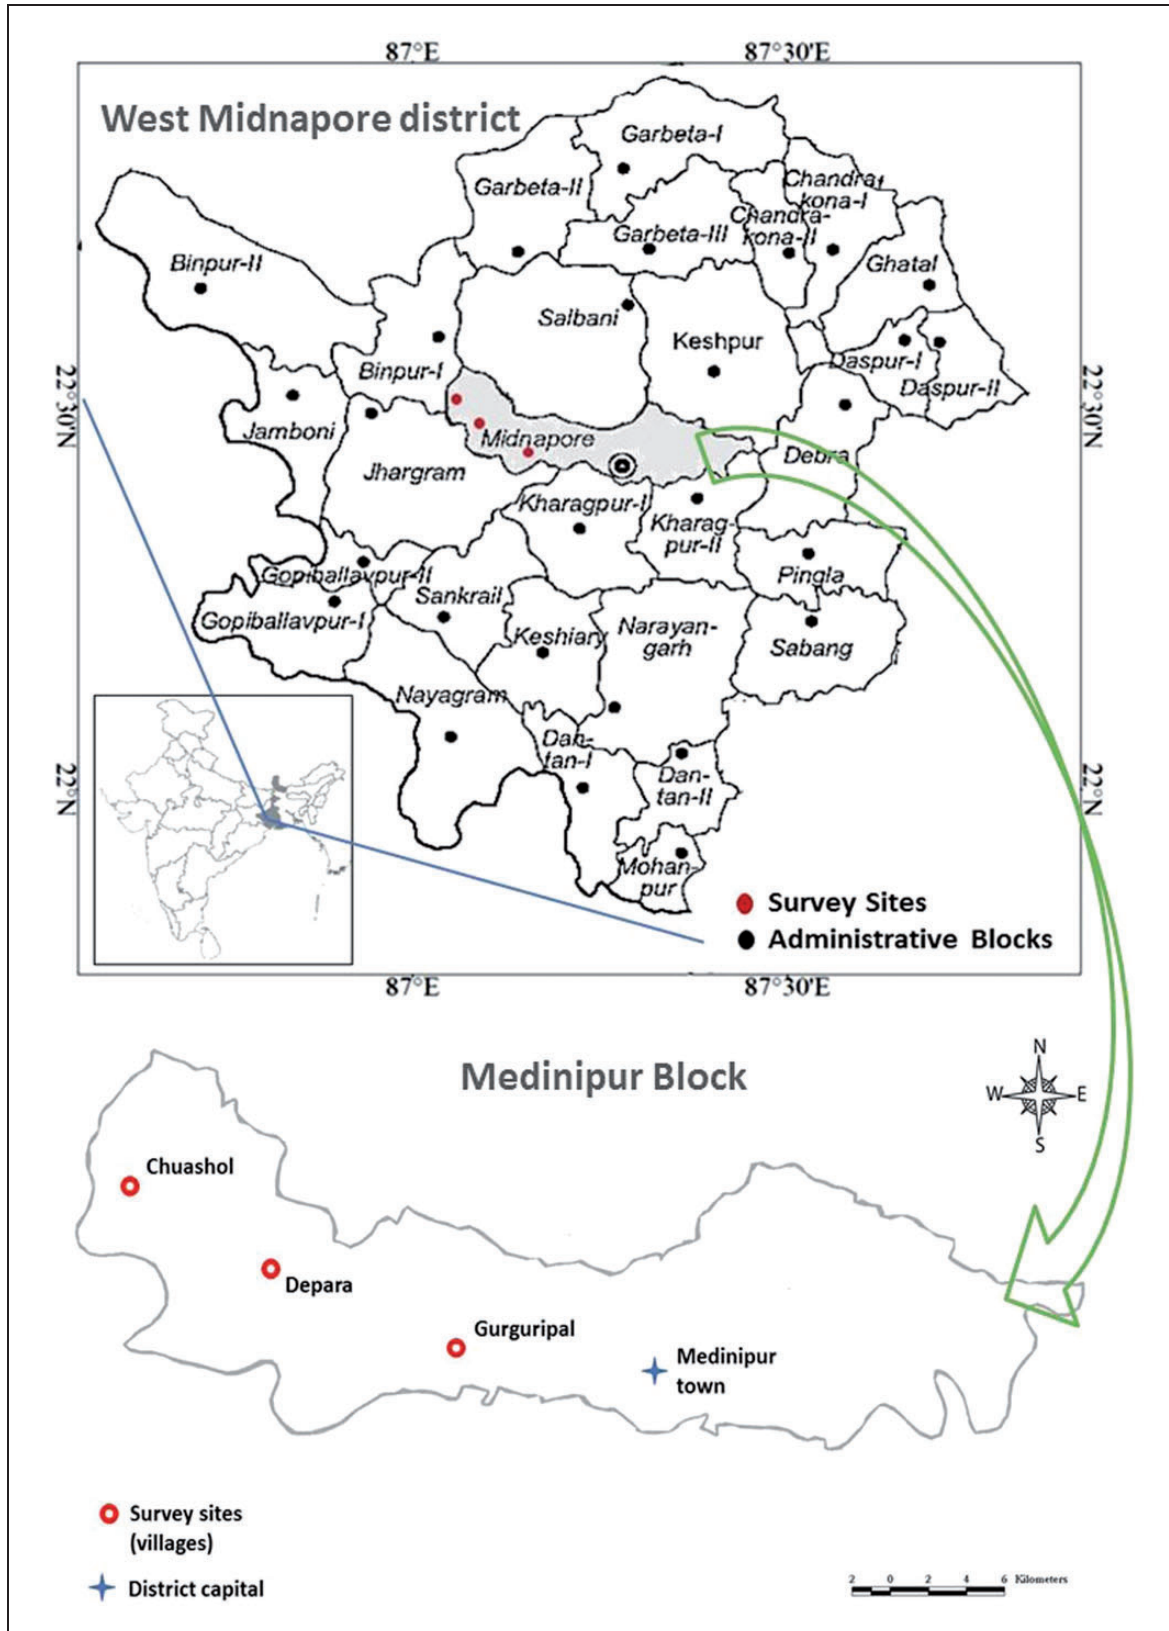 87°E
87°30'E
West Midnapore district
Garbeta-I
Garbeta-II
Chandra-
kona-I
Chandra-
kona-II
Garbeta-III
Binpur-II
Ghatal
Salbani
Keshpur
Binpur-I
Daspur-I
Daspur-II
22°30'N
22°30'N
Jamboni
Midnapore
Jhargram
Debra
Kharagpur-I
Kharag-
pur-II
Gopiballavpur-II
Pingla
Sankrail
Gopiballavpur-I
Keshiary
Narayan-
garh
Sabang
Nayagram
Dan-
tan-I
Dan-
tan-II
22°N
22°N
Mohan-
pur
Survey Sites
Administrative Blocks
87°E
87°30'E
Medinipur Block
N
W
E
S
Chuashol
Depara
Gurguripal
Medinipur
town
Survey sites
(villages)
District capital
2 0 2 4 6 Kilometers